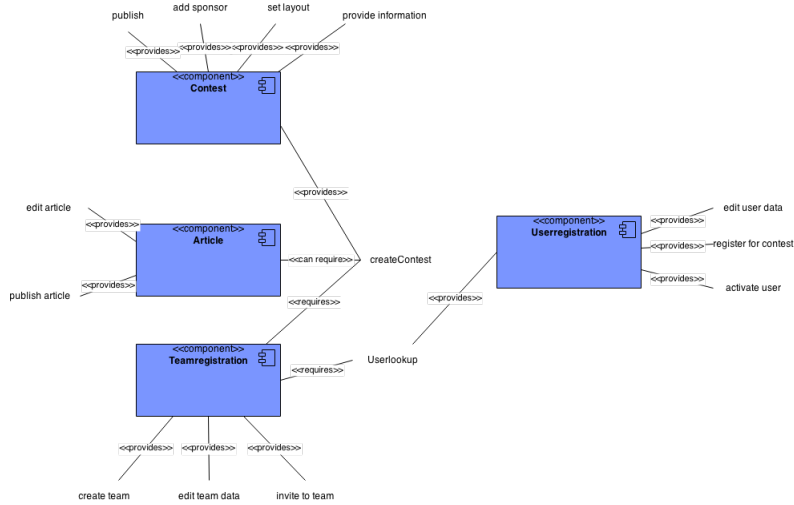 publish
add sponsor
set layout
provide information
<<provides>>
<<provides>>
<<provides>>
<<provides>>
<<component>>
Contest
<<provides>>
edit article
<<provides>>
<<component>>
Article
<<can require>>
createContest
publish article
<<provides>>
<<requires>>
<<component>>
Userregistration
<<provides>>
edit user data
<<provides>>
register for contest
<<provides>>
activate user
<<provides>>
<<component>>
Teamregistration
<<requires>>
Userlookup
<<provides>>
<<provides>>
<<provides>>
create team
edit team data
invite to team